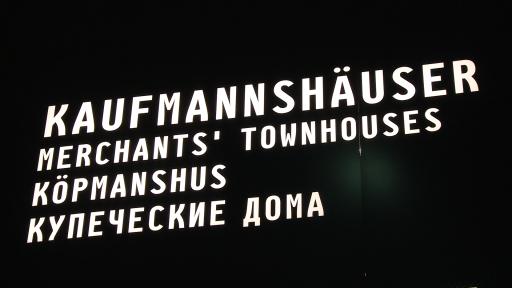 KAUFMANNSHÄUSER
MERCHANTS' TOWNHOUSES
KÖPMANSHUS
КУПЕЧЕСКИЕ ДОМА